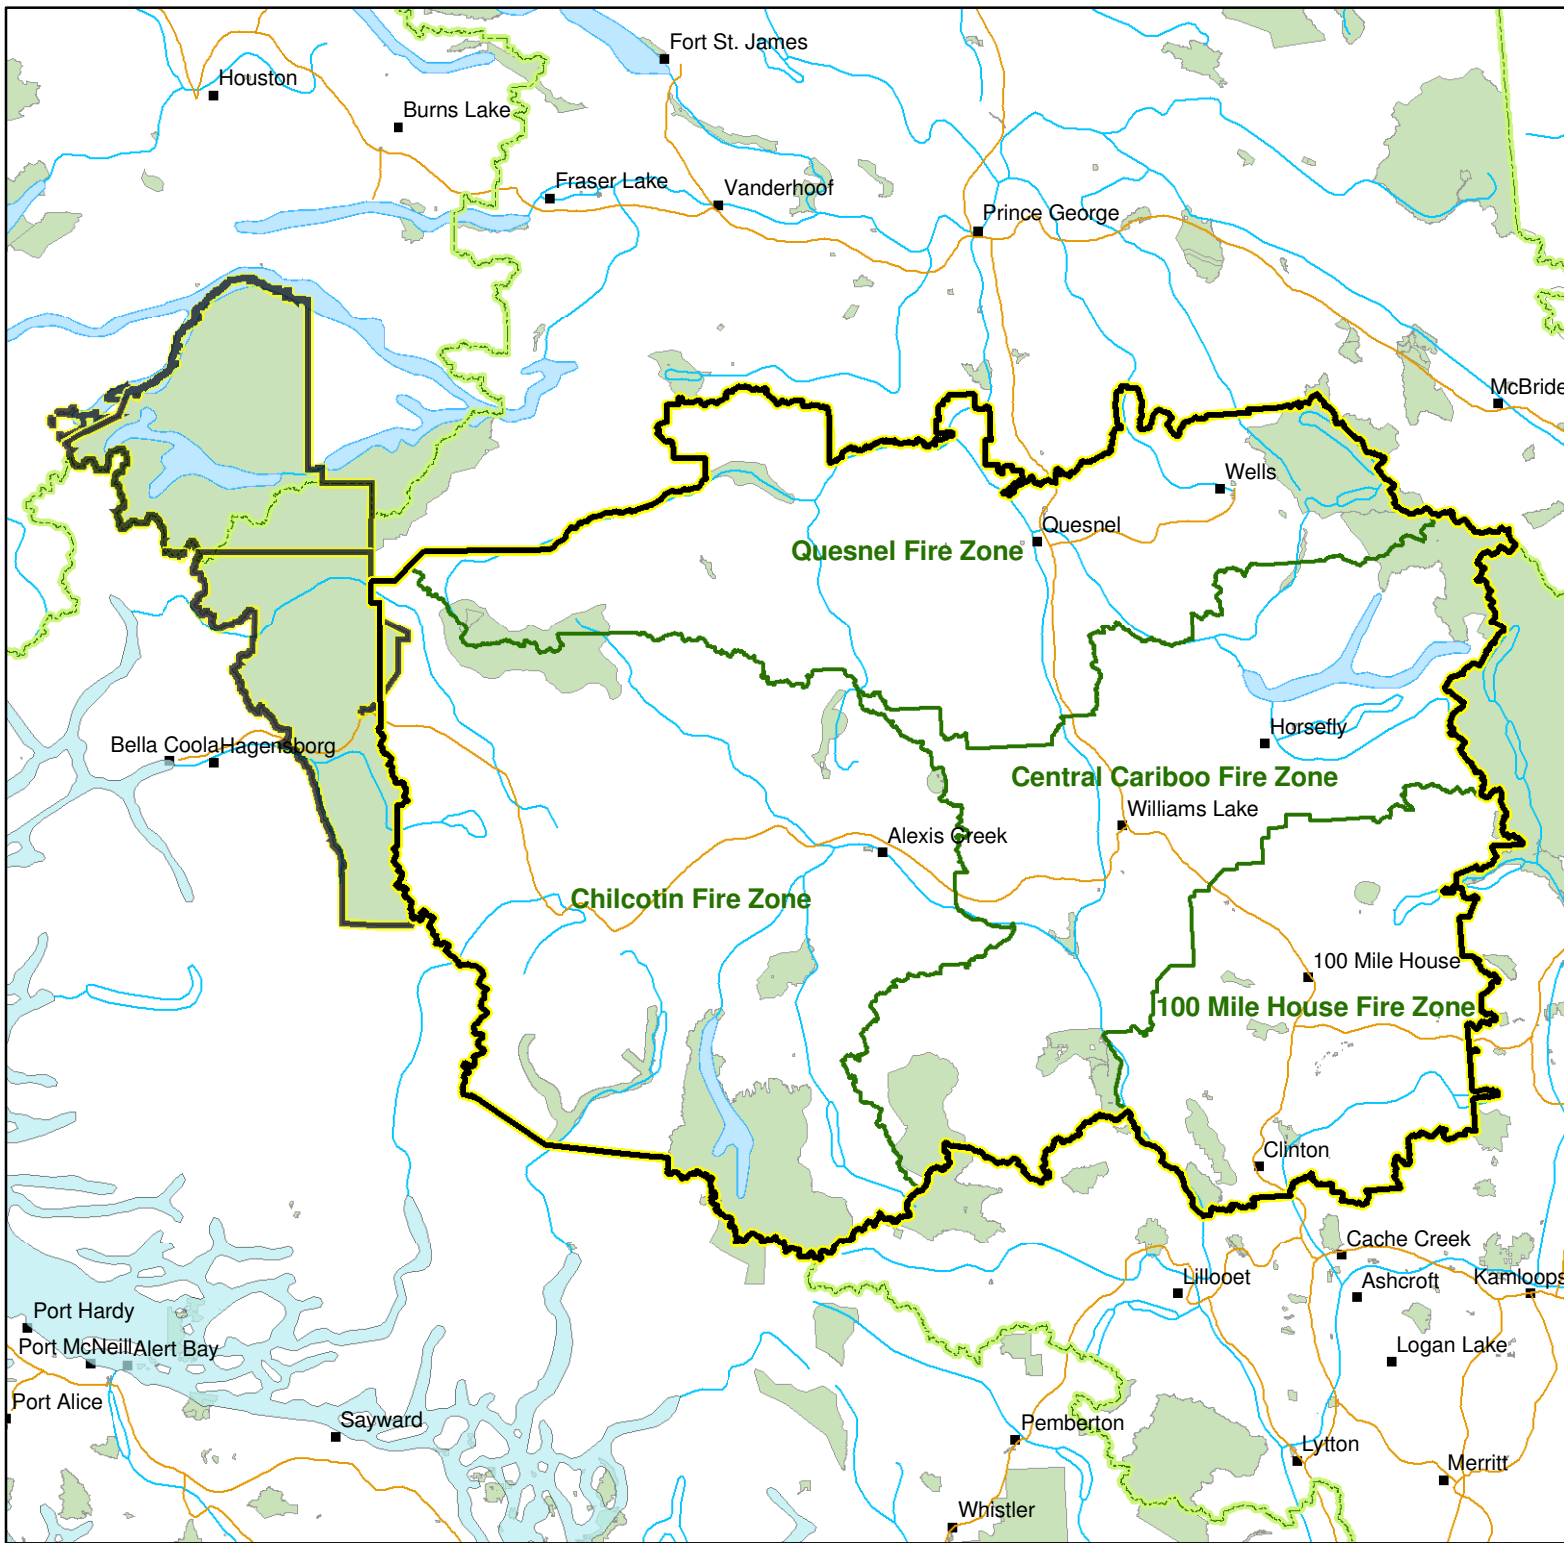 Fort St. James
Houston
Burns Lake
Fraser Lake
Vanderhoof
Prince George
McBride
Wells
Quesnel
Quesnel Fire Zone
Horsefly
Bella Coola
Hagensborg
Central Cariboo Fire Zone
Williams Lake
Alexis Creek
Chilcotin Fire Zone
100 Mile House
100 Mile House Fire Zone
Clinton
Cache Creek
Lillooet
Ashcroft
Kamloops
Port Hardy
Port McNeill
Alert Bay
Logan Lake
Port Alice
Sayward
Pemberton
Lytton
Merritt
Whistler